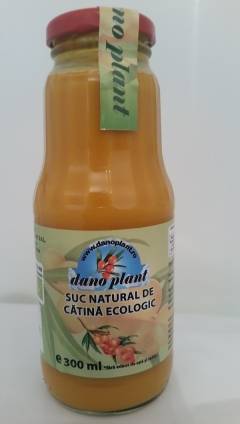 no plant
www.danoplant.ro
dano plant
SUC NATURAL DE
CĂTINĂ ECOLOGIC
e 300 ml